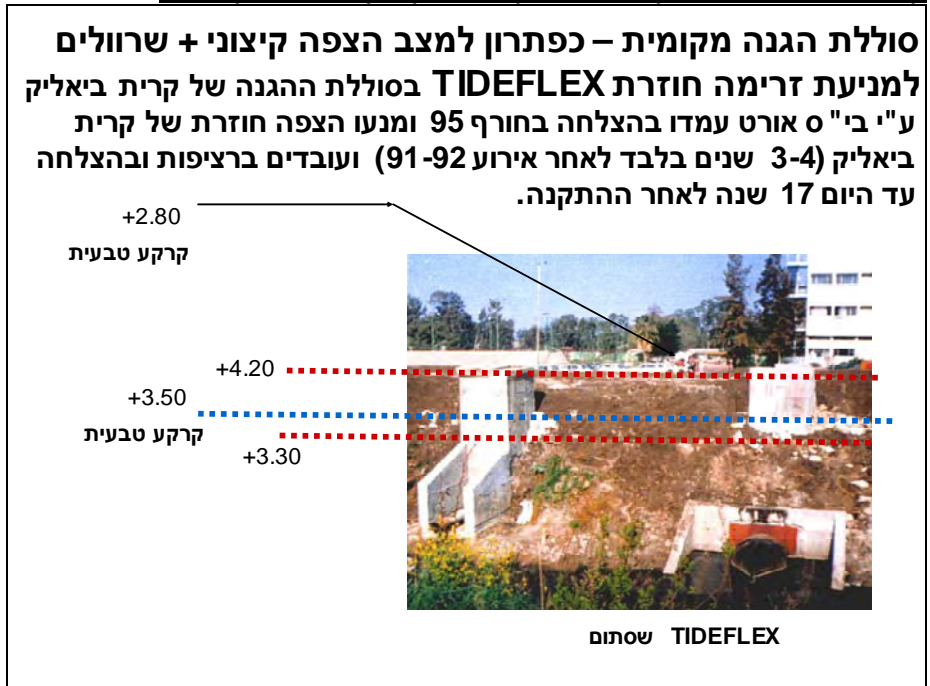 סוללת הגנה מקומית – כפתרון למצב הצפה קיצוני + שרוולים
למניעת זרימה חוזרת TIDEFLEX בסוללת ההגנה של קרית ביאליק
ע"י בי"ס אורט עמדו בהצלחה בחורף 95 ומנעו הצפה חוזרת של קרית
ביאליק (3-4 שנים בלבד לאחר אירוע 91-92) ועובדים ברציפות ובהצלחה
עד היום 17 שנה לאחר ההתקנה.
+2.80
קרקע טבעית
+4.20
+3.50
קרקע טבעית
+3.30
שסתום TIDEFLEX